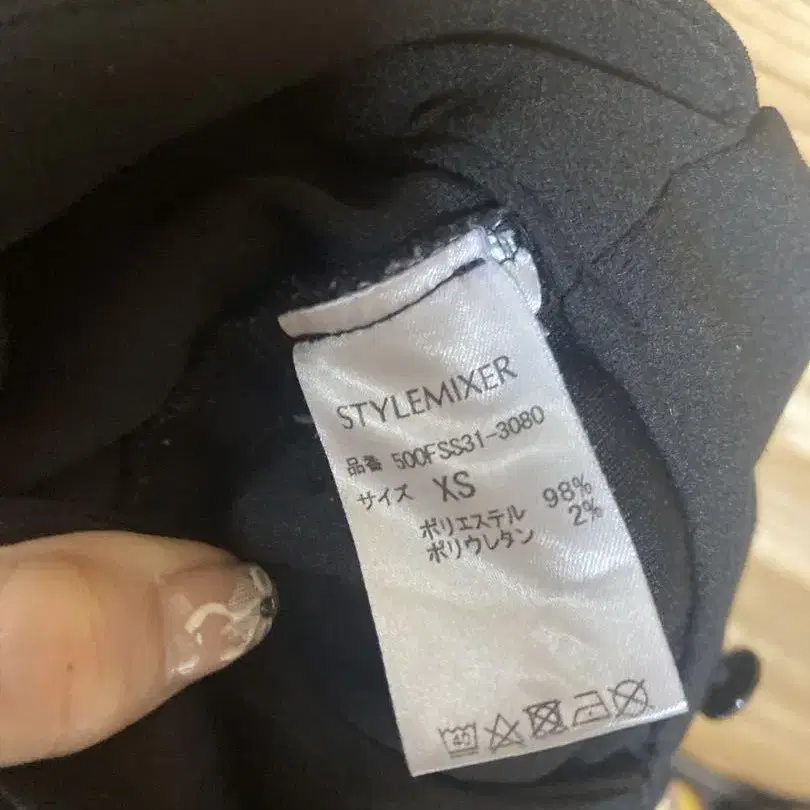 STYLEMIXER
品番 500FSS31-3080
サイズ XS
ポリエステル 98%
ポリウレタン 2%
40